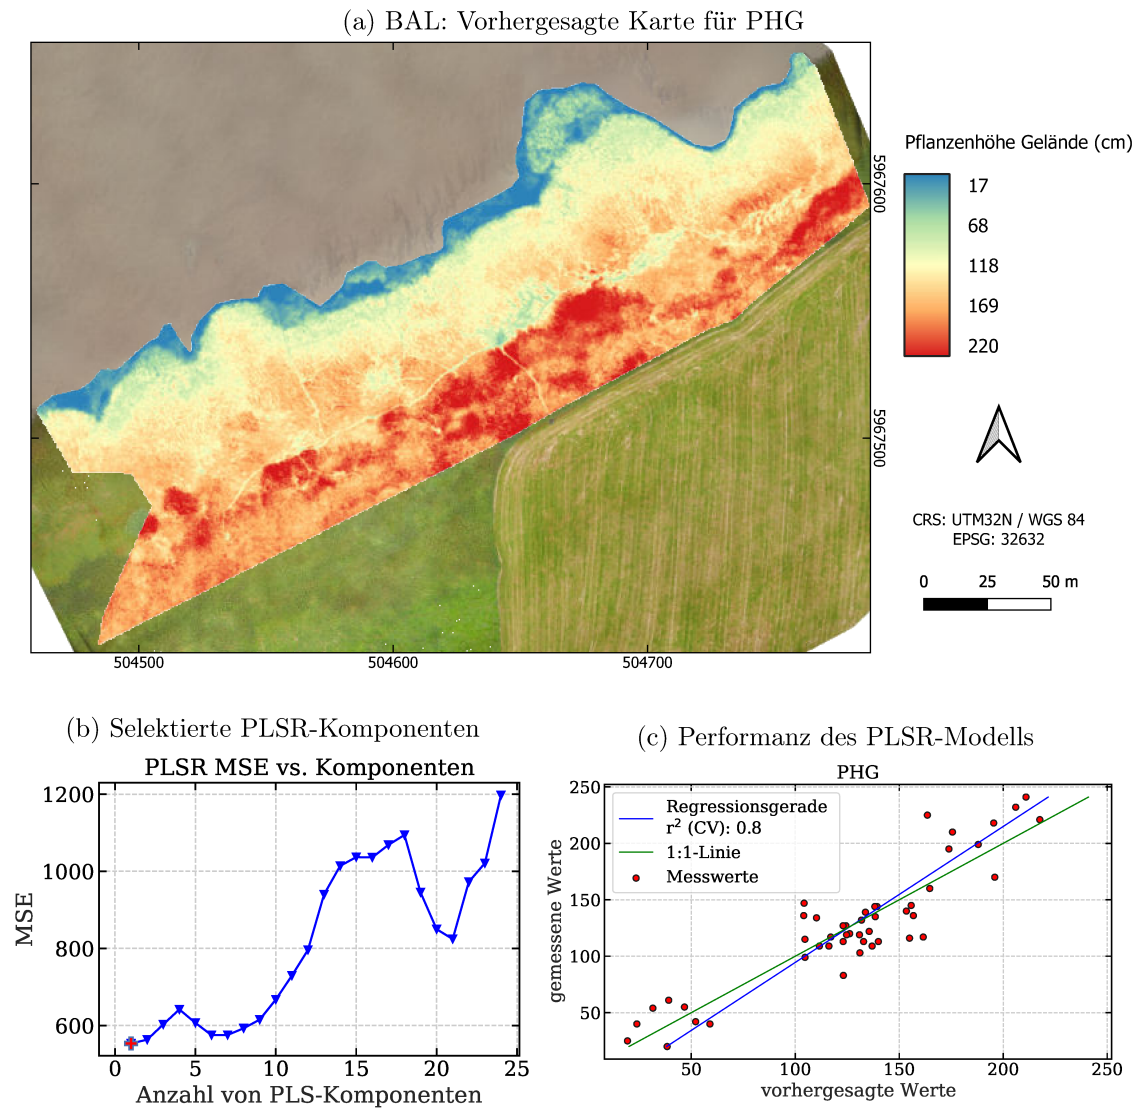 (a) BAL: Vorhergesagte Karte für PHG
Pflanzenhöhe Gelände (cm)
17
68
118
169
220
5967600
5967500
CRS: UTM32N / WGS 84
EPSG: 32632
0 25 50 m
504500 504600 504700
(b) Selektierte PLSR-Komponenten
PLSR MSE vs. Komponenten
MSE
1200
1000
800
600
0 5 10 15 20 25
Anzahl von PLS-Komponenten
(c) Performanz des PLSR-Modells
PHG
gemessene Werte
250
200
150
100
50
Regressionsgerade
r² (CV): 0.8
1:1-Linie
Messwerte
50 100 150 200 250
vorhergesagte Werte